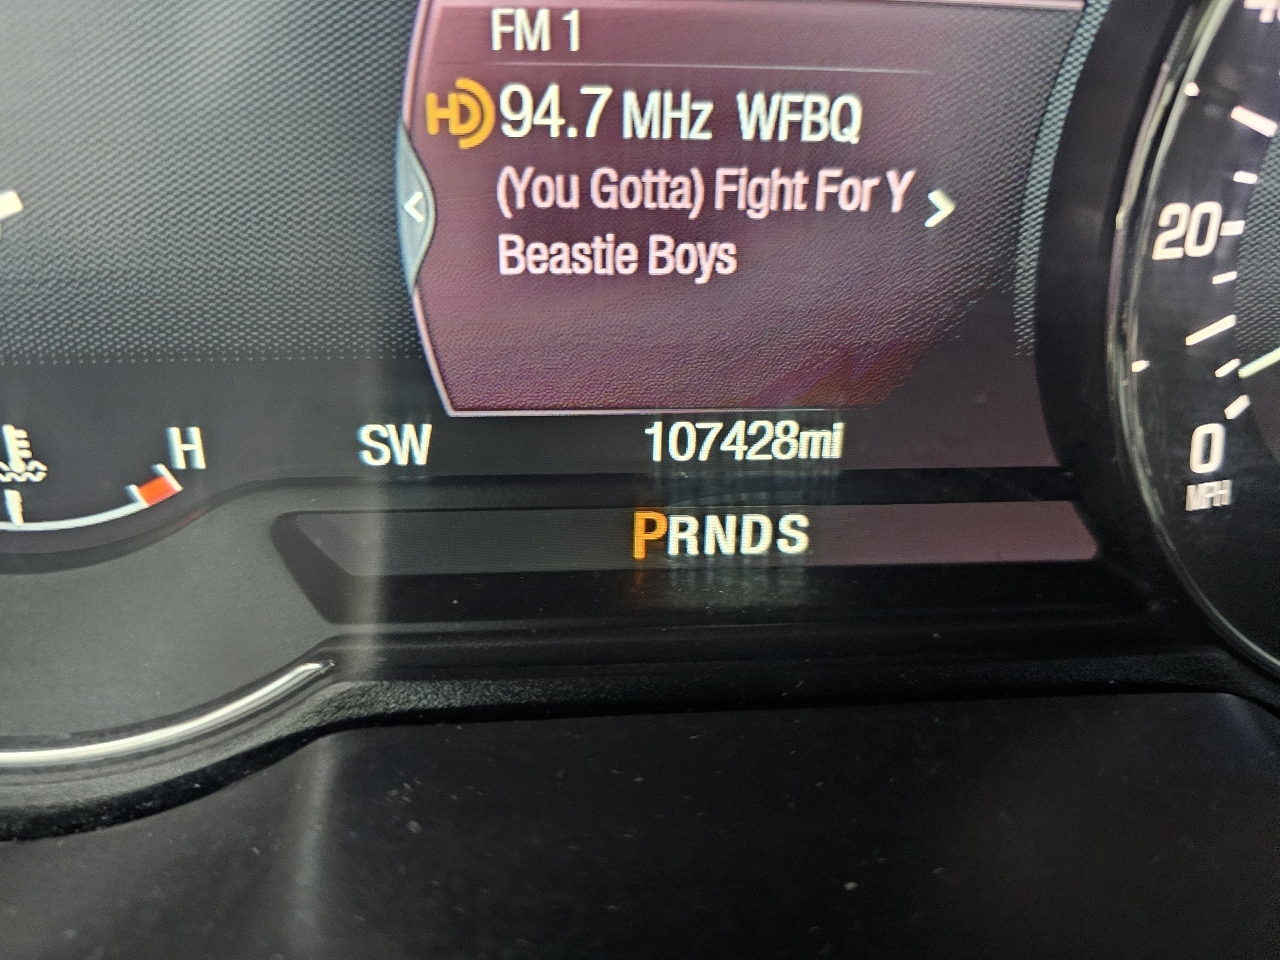 FM 1
HD 94.7 MHz WFBQ
(You Gotta) Fight For Y
Beastie Boys
20
0
MPH
H
SW
107428mi
PRNDS